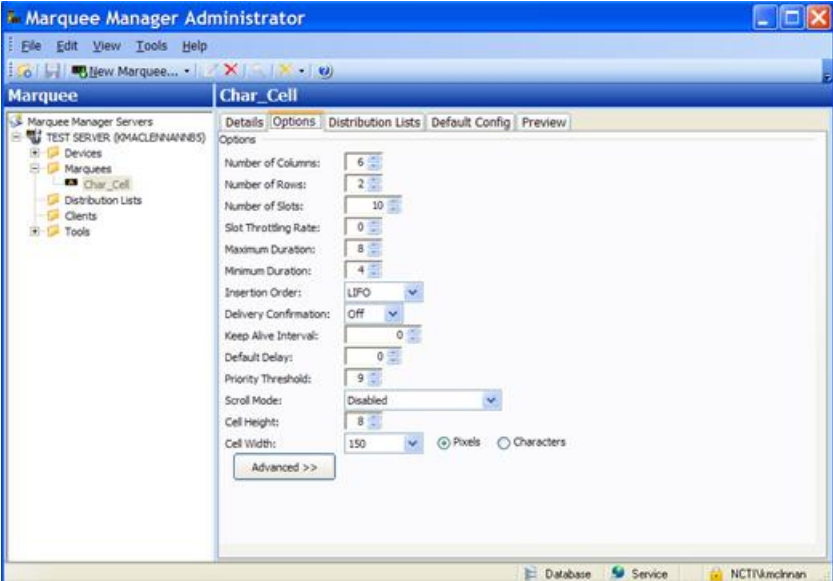 Marquee Manager Administrator
File Edit View Tools Help
New Marquee...
Marquee
Char_Cell
Marquee Manager Servers
TEST SERVER (KMACLENNANN85)
Devices
Marquees
Char_Cell
Distribution Lists
Clients
Tools
Details Options Distribution Lists Default Config Preview
Options
Number of Columns: 6
Number of Rows: 2
Number of Slots: 10
Slot Throttling Rate: 0
Maximum Duration: 8
Minimum Duration: 4
Insertion Order: LIFO
Delivery Confirmation: Off
Keep Alive Interval: 0
Default Delay: 0
Priority Threshold: 9
Scroll Mode: Disabled
Cell Height: 8
Cell Width: 150 Pixels Characters
Advanced >>
Database Service